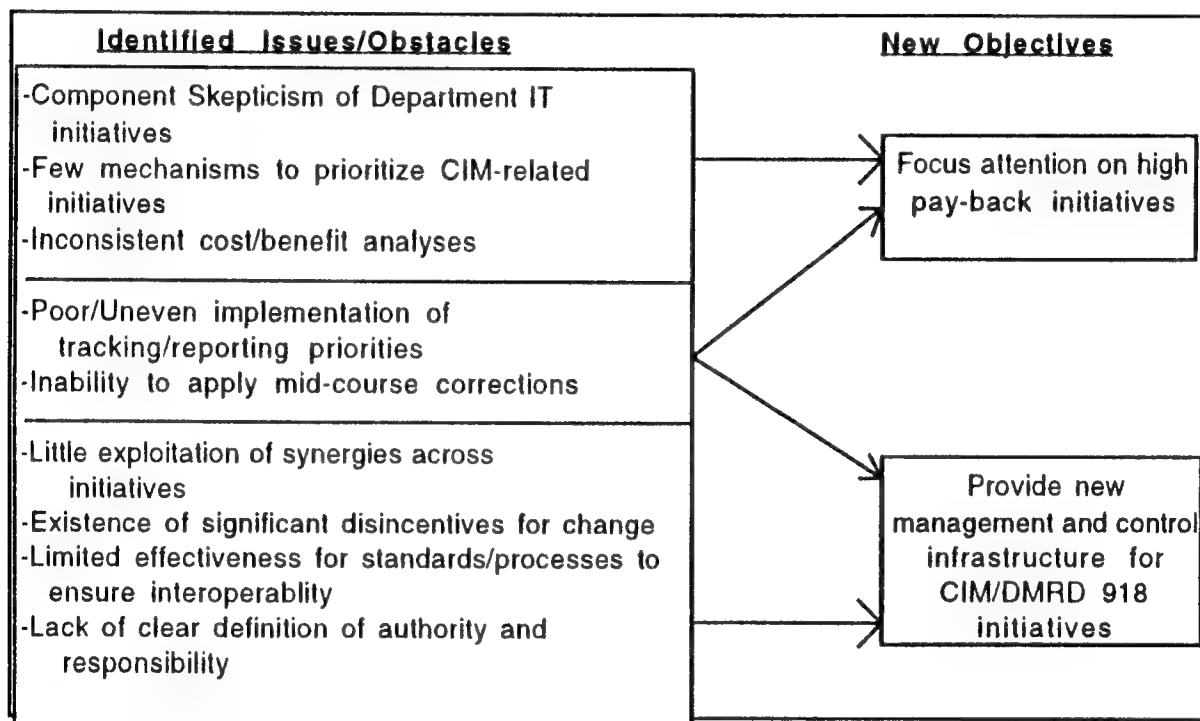 Identified Issues/Obstacles
New Objectives
-Component Skepticism of Department IT
initiatives
-Few mechanisms to prioritize CIM-related
initiatives
-Inconsistent cost/benefit analyses
-Poor/Uneven implementation of
tracking/reporting priorities
-Inability to apply mid-course corrections
-Little exploitation of synergies across
initiatives
-Existence of significant disincentives for change
-Limited effectiveness for standards/processes to
ensure interoperablity
-Lack of clear definition of authority and
responsibility
Focus attention on high
pay-back initiatives
Provide new
management and control
infrastructure for
CIM/DMRD 918
initiatives